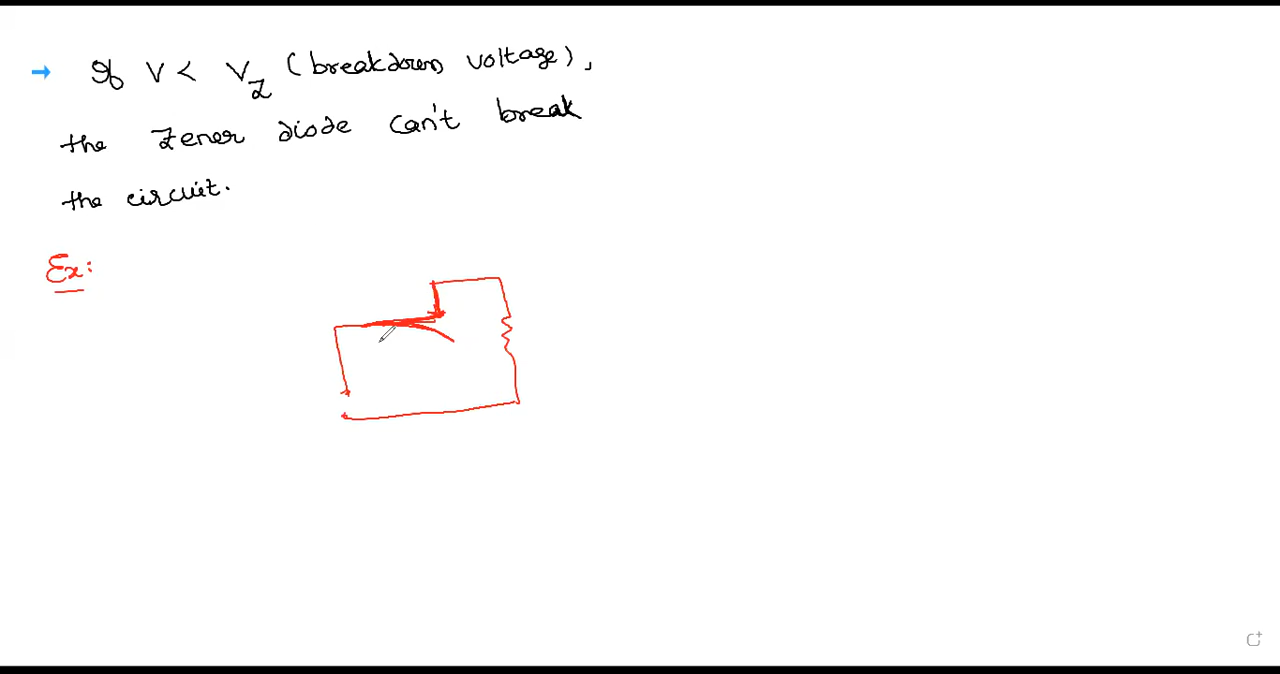 → If V < VZ (breakdown voltage),
the Zener diode can't break
the circuit.
Ex: